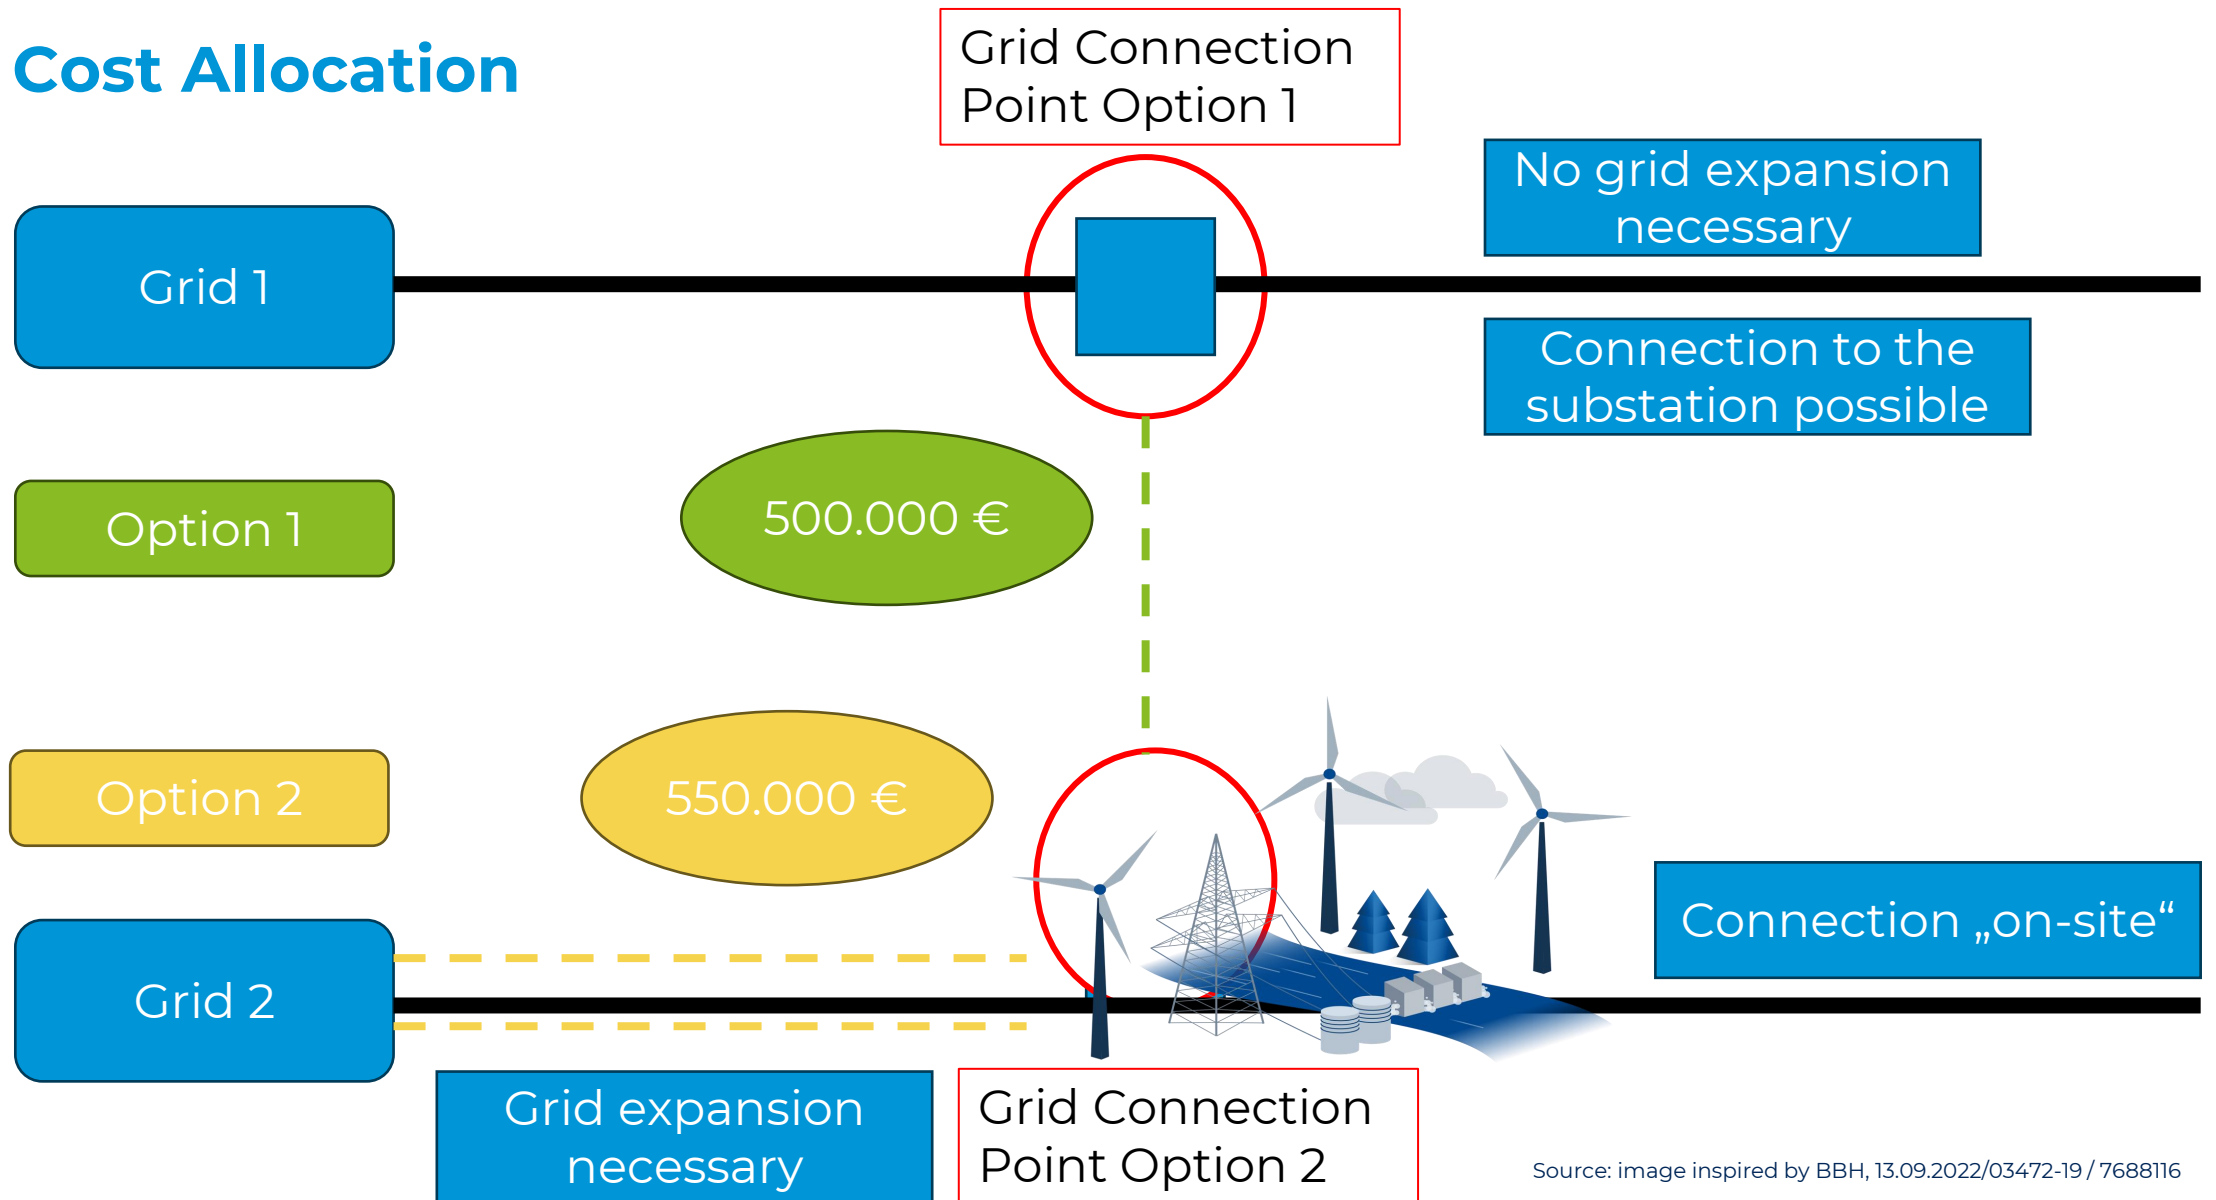 Cost Allocation
Grid Connection
Point Option 1
No grid expansion
necessary
Grid 1
Connection to the
substation possible
Option 1
500.000 €
Option 2
550.000 €
Connection „on-site“
Grid 2
Grid expansion
necessary
Grid Connection
Point Option 2
Source: image inspired by BBH, 13.09.2022/03472-19 / 7688116